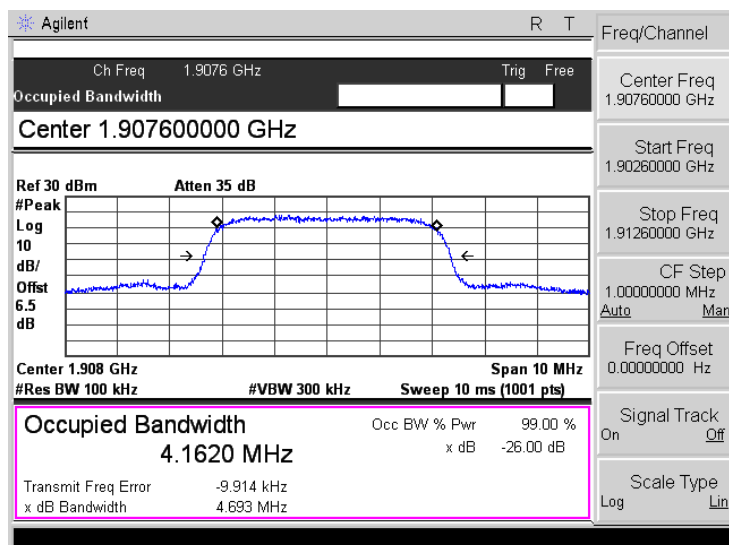 Agilent R T
Ch Freq 1.9076 GHz Trig Free
Occupied Bandwidth
Center 1.907600000 GHz
Ref 30 dBm Atten 35 dB
#Peak
Log
10
dB/
Offst
6.5
dB
Center 1.908 GHz Span 10 MHz
#Res BW 100 kHz #VBW 300 kHz Sweep 10 ms (1001 pts)
Occupied Bandwidth Occ BW % Pwr 99.00 %
4.1620 MHz x dB -26.00 dB
Transmit Freq Error -9.914 kHz
x dB Bandwidth 4.693 MHz
Freq/Channel
Center Freq
1.90760000 GHz
Start Freq
1.90260000 GHz
Stop Freq
1.91260000 GHz
CF Step
1.00000000 MHz
Auto Man
Freq Offset
0.00000000 Hz
Signal Track
On Off
Scale Type
Log Lin